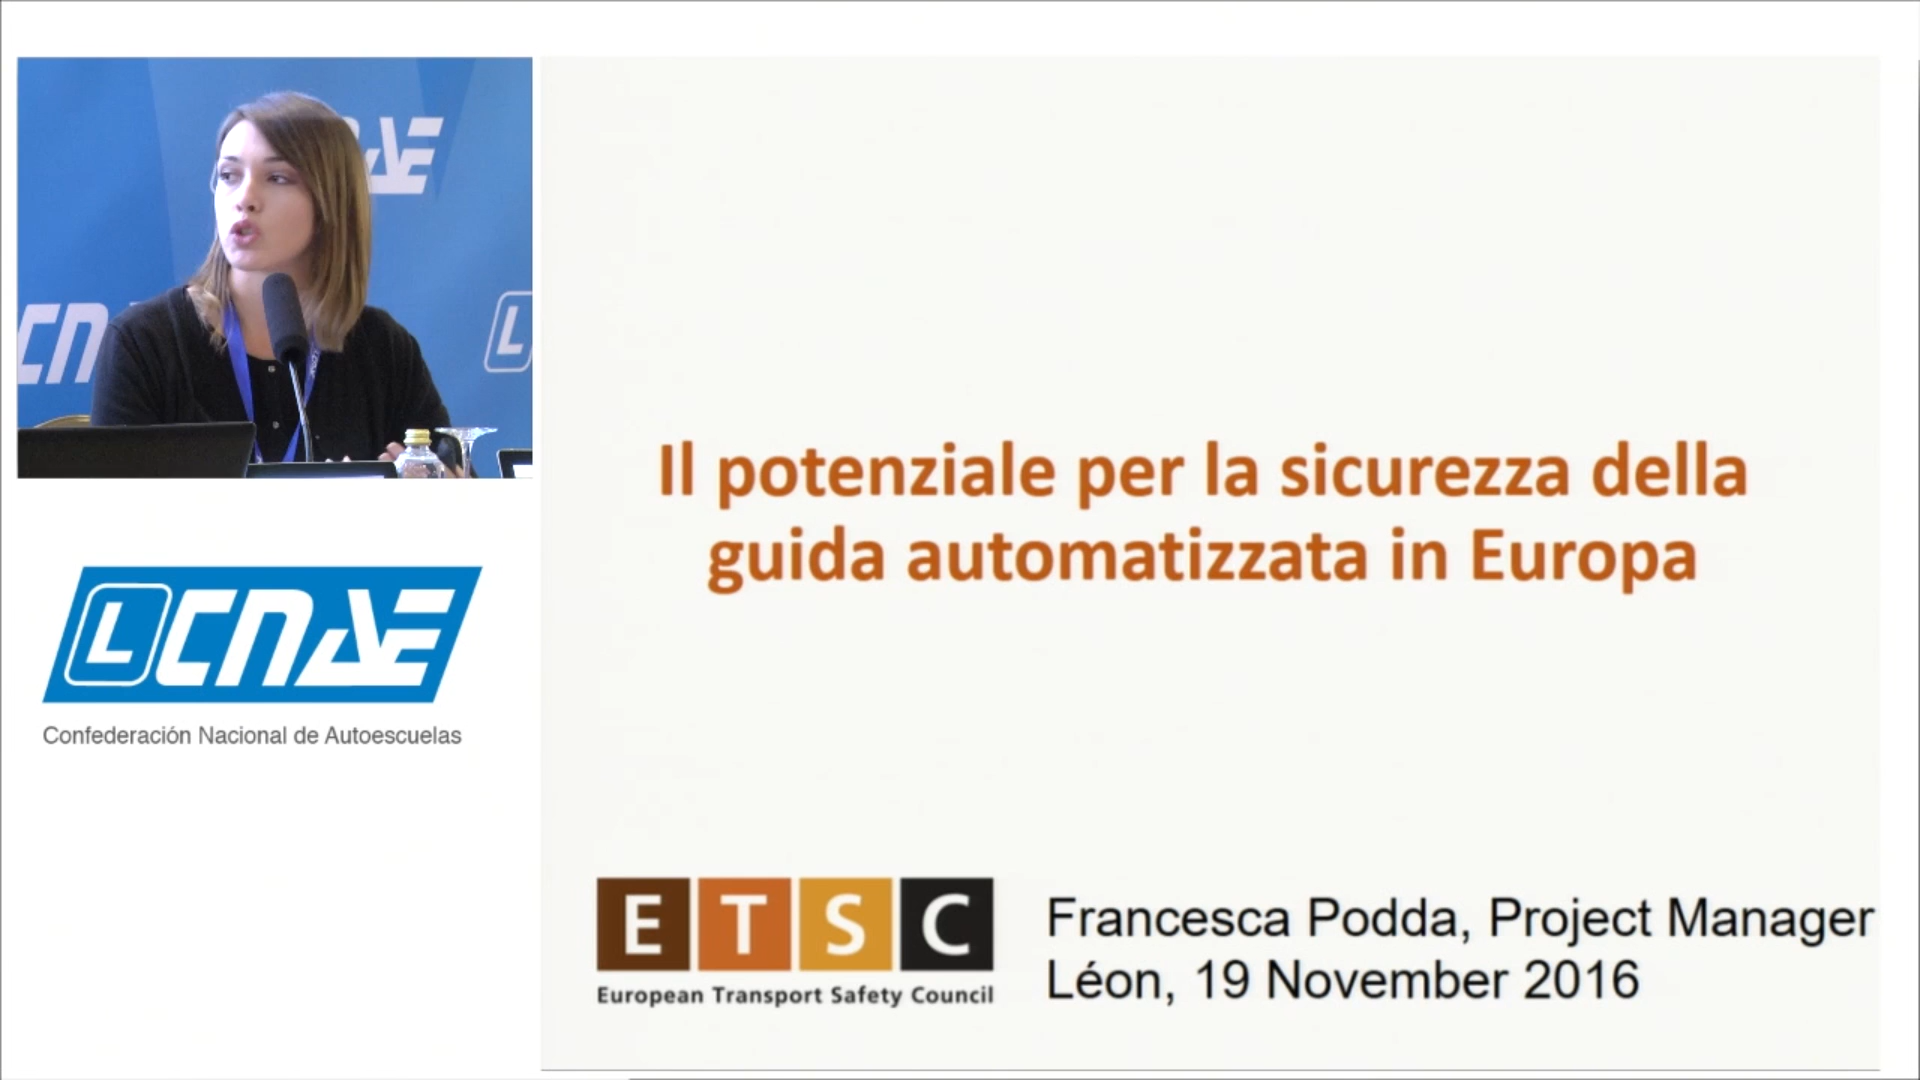 CNAE
Confederación Nacional de Autoescuelas
Il potenziale per la sicurezza della
guida automatizzata in Europa
ETSC
European Transport Safety Council
Francesca Podda, Project Manager
Léon, 19 November 2016